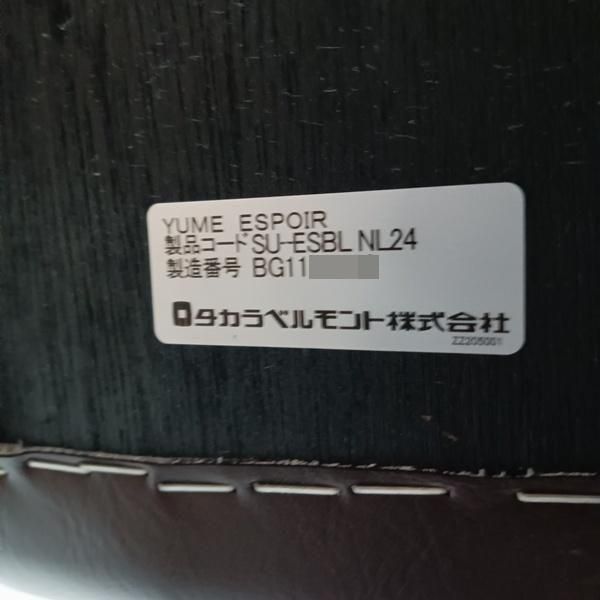 YUME ESPOIR
製品コード SU-ESBL NL24
製造番号 BG11
タカラベルモント株式会社
ZZ205001